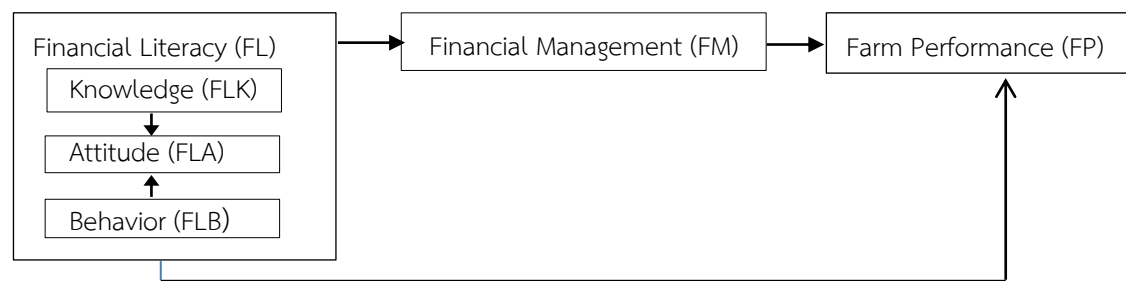 Financial Literacy (FL)
Financial Management (FM)
Farm Performance (FP)
Knowledge (FLK)
Attitude (FLA)
Behavior (FLB)